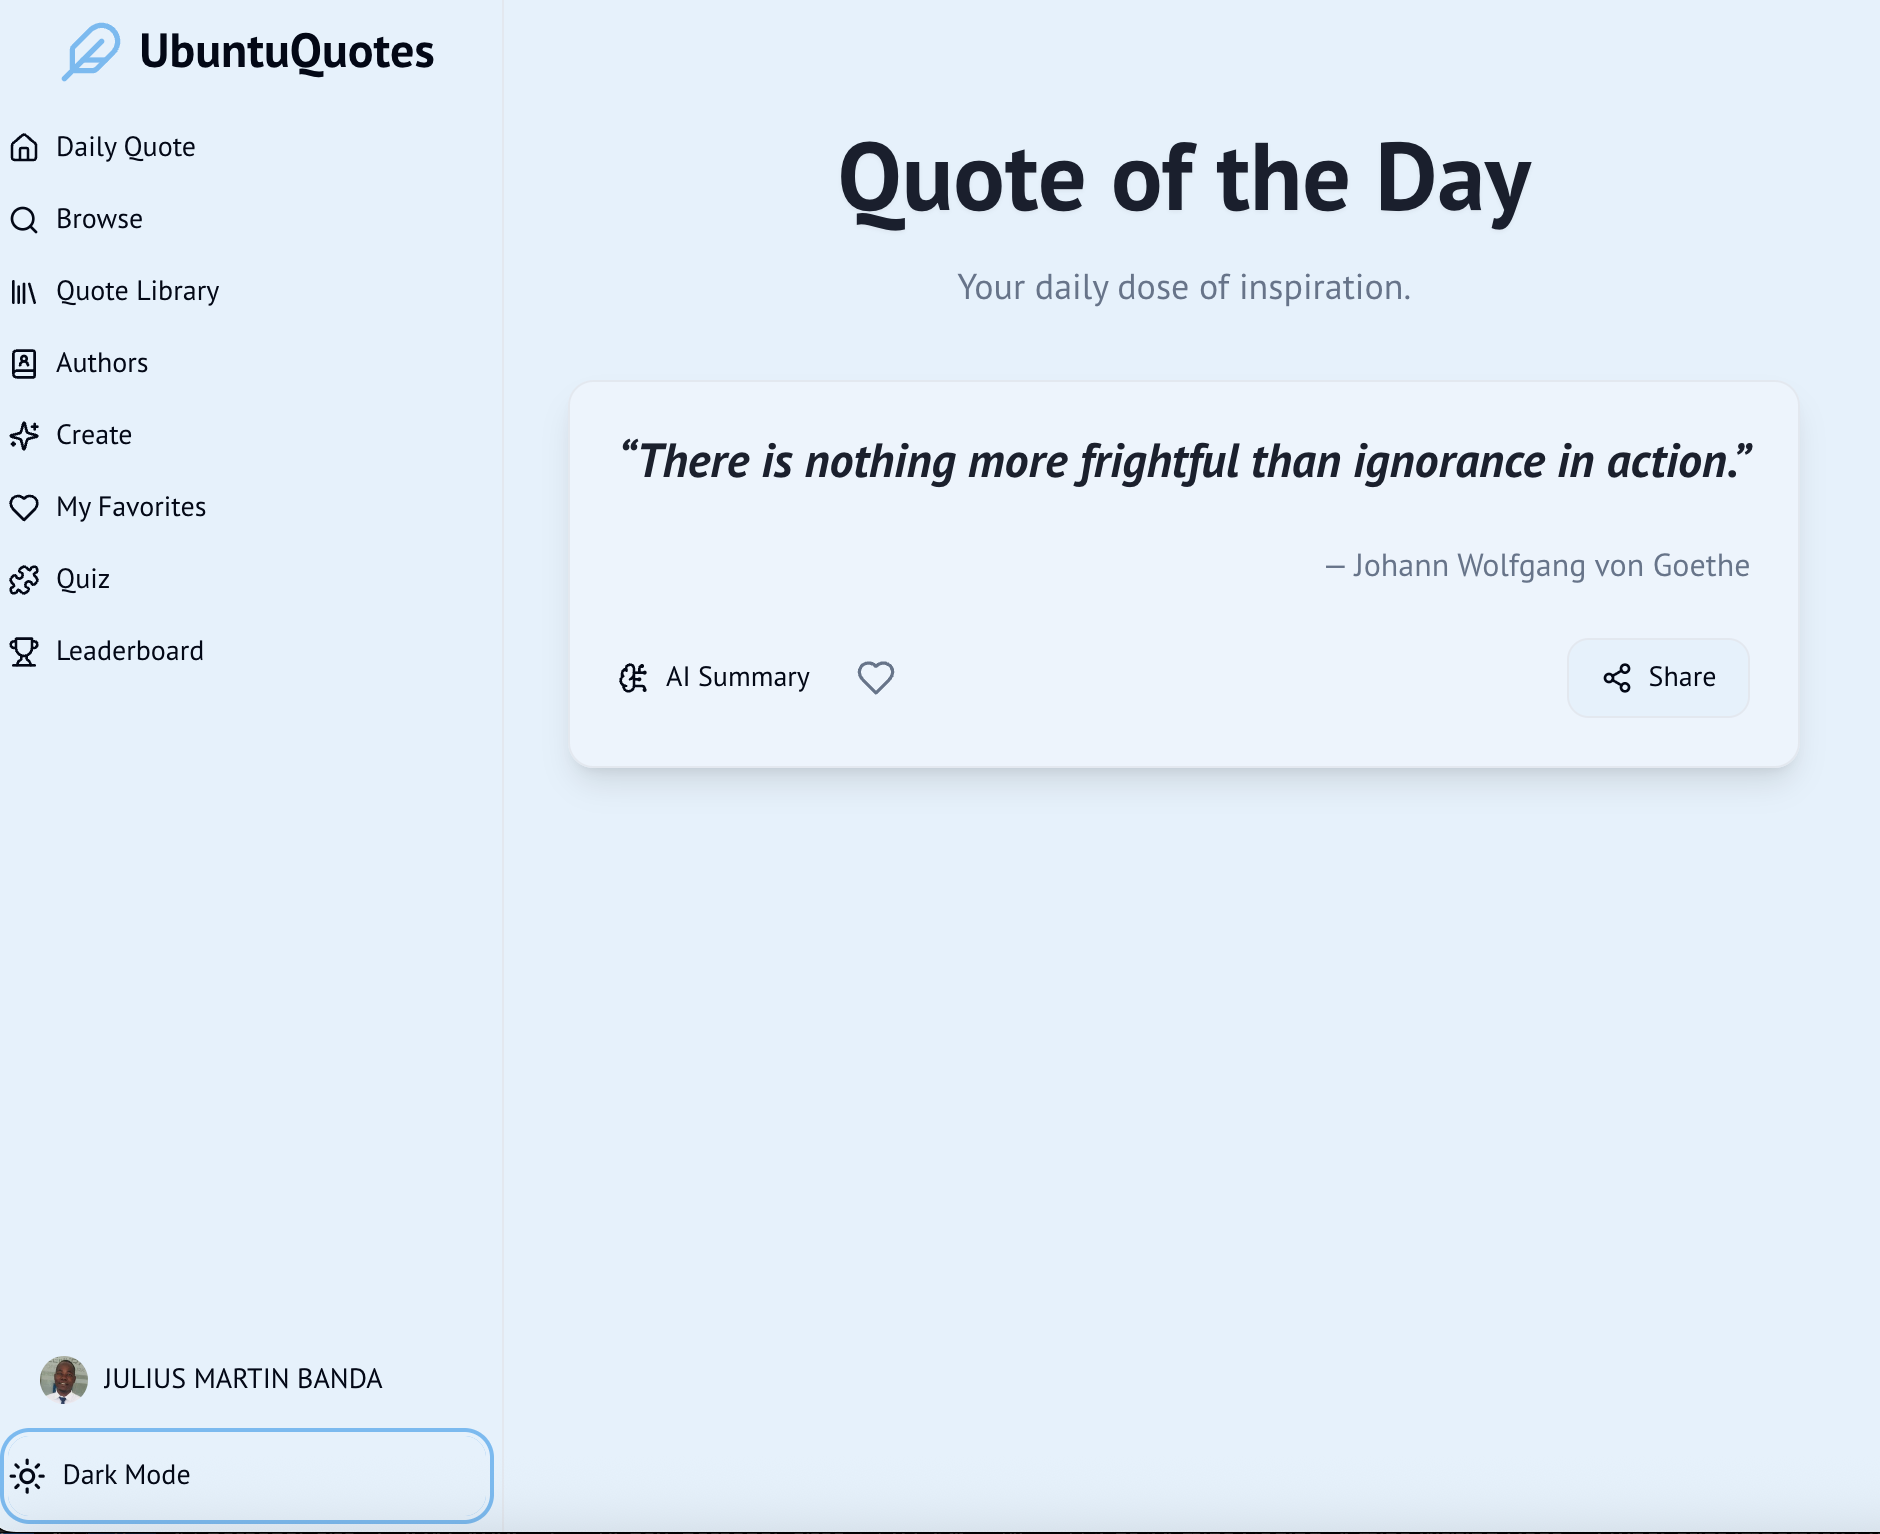 UbuntuQuotes
Daily Quote
Browse
Quote Library
Authors
Create
My Favorites
Quiz
Leaderboard
JULIUS MARTIN BANDA
Dark Mode
Quote of the Day
Your daily dose of inspiration.
“There is nothing more frightful than ignorance in action.”
— Johann Wolfgang von Goethe
AI Summary
Share